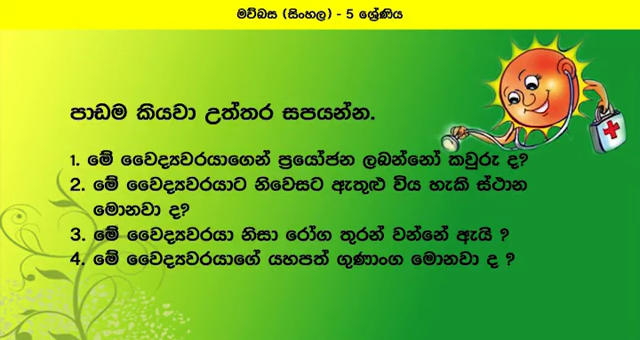 මව්බස (සිංහල) - 5 ශ්‍රේණිය
පාඩම කියවා උත්තර සපයන්න.
1. මේ වෛද්‍යවරයාගෙන් ප්‍රයෝජන ලබන්නෝ කවුරු ද?
2. මේ වෛද්‍යවරයාට නිවෙසට ඇතුළු විය හැකි ස්ථාන
මොනවා ද?
3. මේ වෛද්‍යවරයා නිසා රෝග තුරන් වන්නේ ඇයි ?
4. මේ වෛද්‍යවරයාගේ යහපත් ගුණාංග මොනවා ද ?